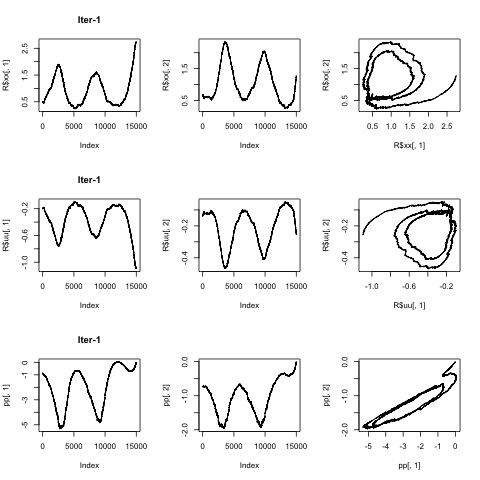 Iter-1
R$xx[, 1]
2.5
1.5
0.5
0 5000 10000 15000
Index
R$xx[, 2]
1.5
0.5
0 5000 10000 15000
Index
R$xx[, 2]
1.5
0.5
0.5 1.0 1.5 2.0 2.5
R$xx[, 1]
Iter-1
R$uu[, 1]
-0.2
-0.6
-1.0
0 5000 10000 15000
Index
R$uu[, 2]
-0.2
-0.4
0 5000 10000 15000
Index
R$uu[, 2]
-0.2
-0.4
-1.0 -0.6 -0.2
R$uu[, 1]
Iter-1
pp[, 1]
0
-1
-3
-5
0 5000 10000 15000
Index
pp[, 2]
0.0
-1.0
-2.0
0 5000 10000 15000
Index
pp[, 2]
0.0
-1.0
-2.0
-5 -4 -3 -2 -1 0
pp[, 1]